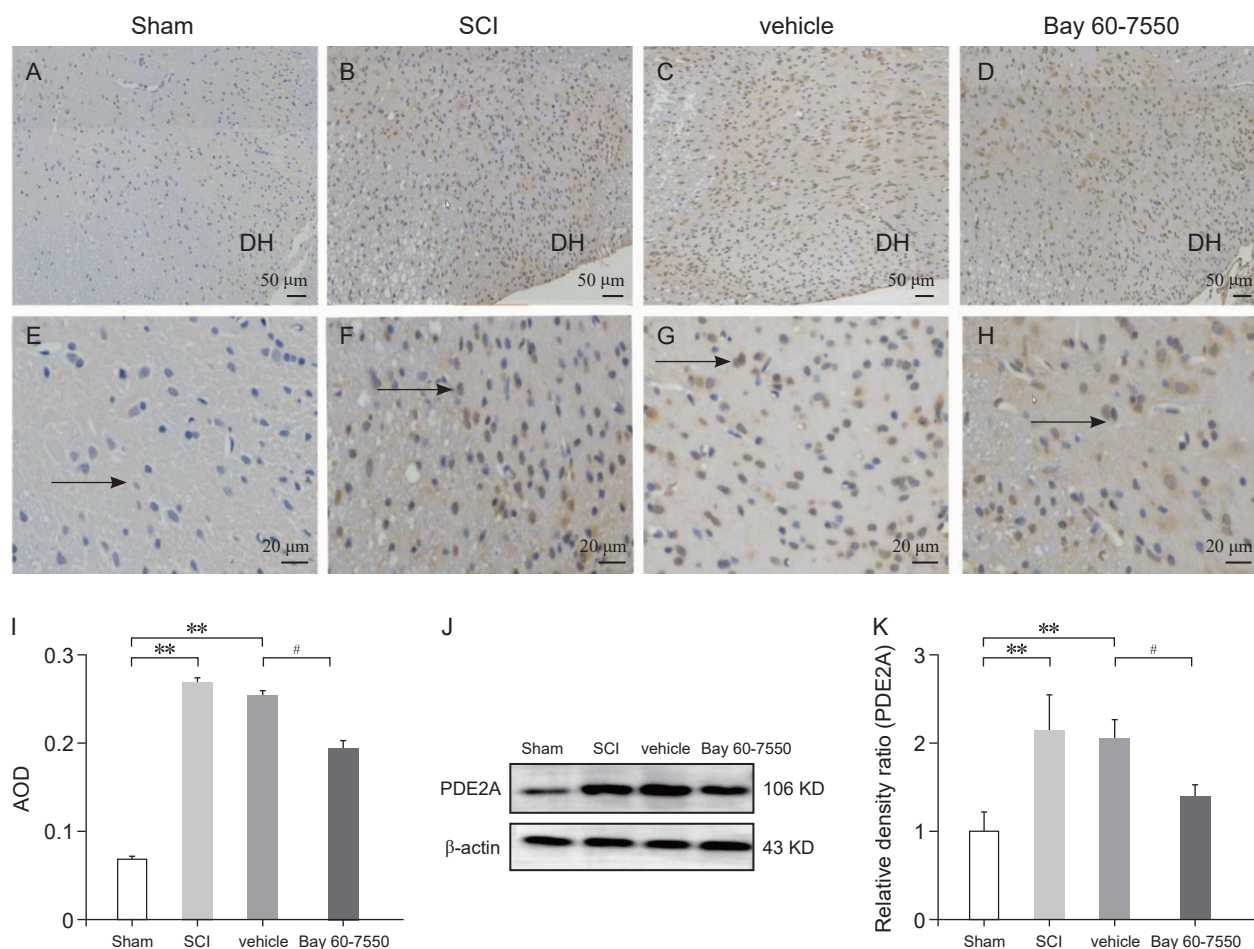 Sham SCI vehicle Bay 60-7550
A B C D
DH DH DH DH
50 μm 50 μm 50 μm 50 μm
E F G H
20 μm 20 μm 20 μm 20 μm
I J K
** **
** # ** #
0.3
0.2
0.1
0
AOD
Sham SCI vehicle Bay 60-7550
Sham SCI vehicle Bay 60-7550
PDE2A 106 KD
β-actin 43 KD
3
2
1
0
Relative density ratio (PDE2A)
Sham SCI vehicle Bay 60-7550